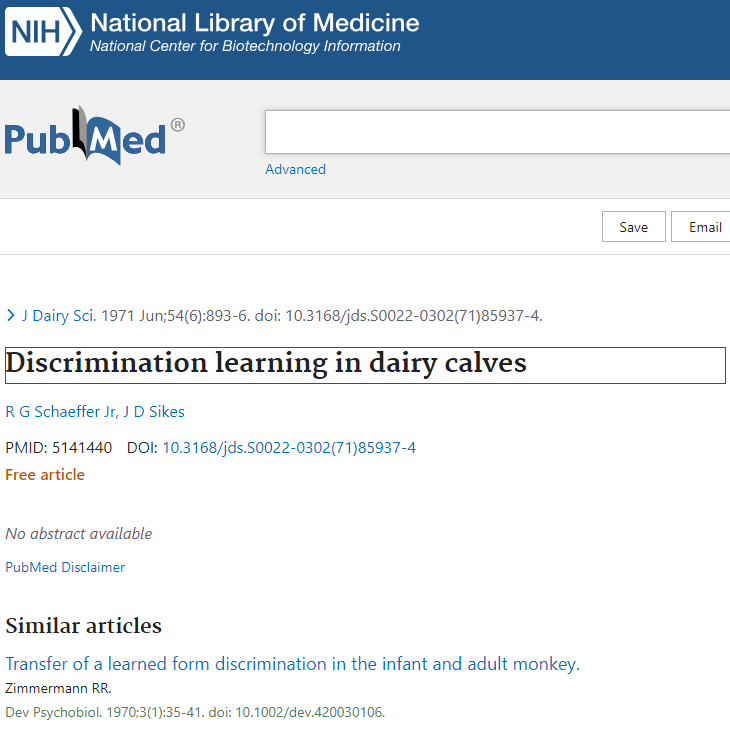 NIH National Library of Medicine
National Center for Biotechnology Information
PubMed®
Advanced
Save Email
J Dairy Sci. 1971 Jun;54(6):893-6. doi: 10.3168/jds.S0022-0302(71)85937-4.
Discrimination learning in dairy calves
R G Schaeffer Jr, J D Sikes
PMID: 5141440 DOI: 10.3168/jds.S0022-0302(71)85937-4
Free article
No abstract available
PubMed Disclaimer
Similar articles
Transfer of a learned form discrimination in the infant and adult monkey.
Zimmermann RR.
Dev Psychobiol. 1970;3(1):35-41. doi: 10.1002/dev.420030106.